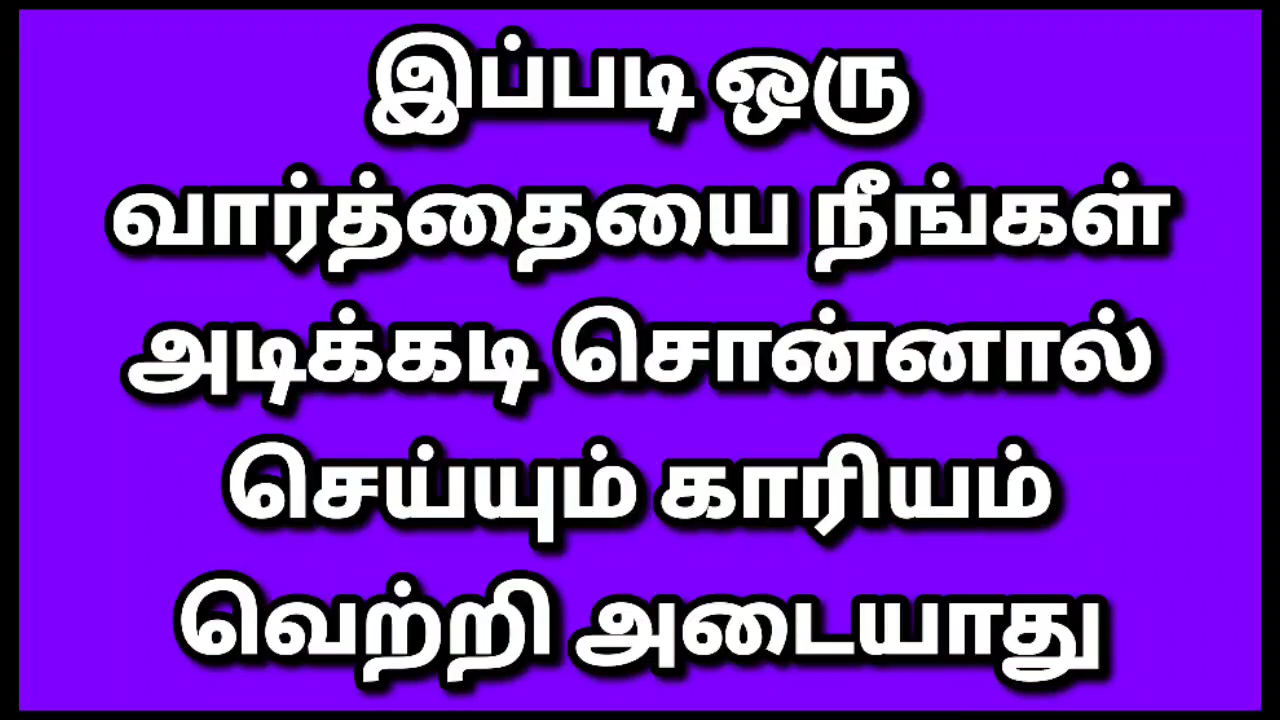 இப்படி ஒரு
வார்த்தையை நீங்கள்
அடிக்கடி சொன்னால்
செய்யும் காரியம்
வெற்றி அடையாது